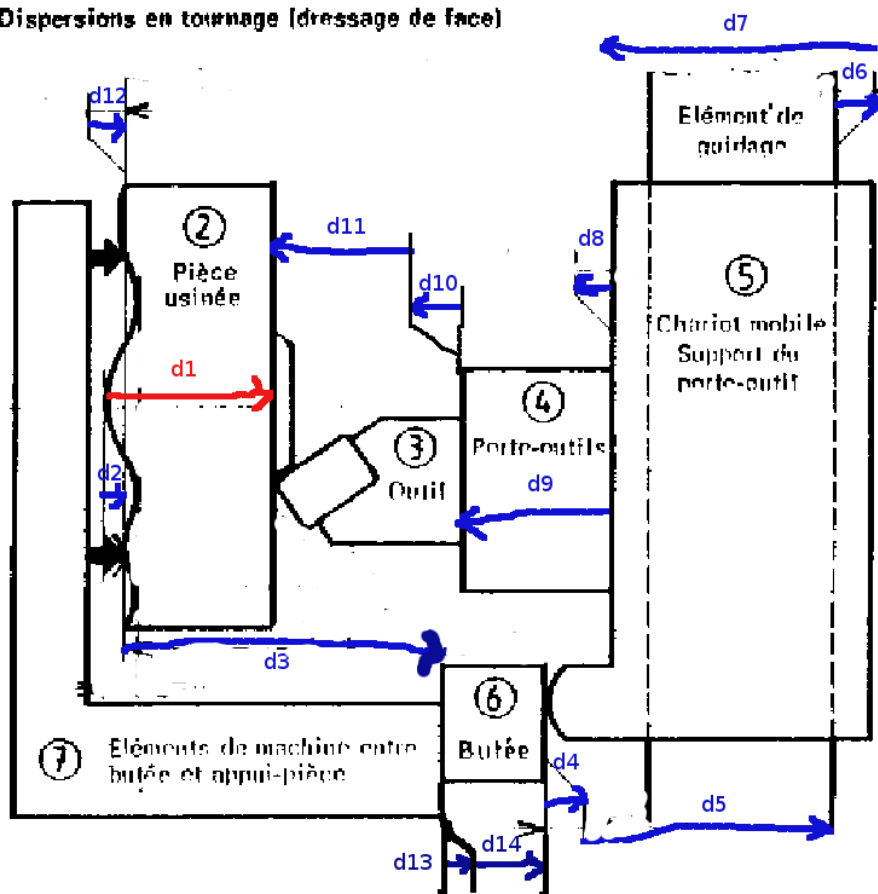 Dispersions en tournage (dressage de face)
d7
d12
d6
Elément de
guidage
②
Pièce
usinée
d11
d8
d10
⑤
Chariot mobile
Support du
porte-outil
d1
④
Porte-outils
③
Outil
d2
d9
d3
⑥
Butée
⑦ Eléments de machine entre
butée et appui-pièce
d4
d5
d13
d14